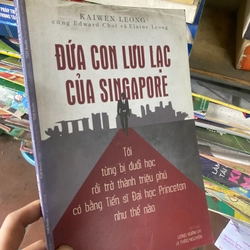 KAIWEN LEONG
cùng Edward Choi và Elaine Leong
ĐỨA CON LƯU LẠC
CỦA SINGAPORE
Tôi
từng bị đuổi học
rồi trở thành triệu phú
có bằng Tiến sĩ Đại học Princeton
như thế nào